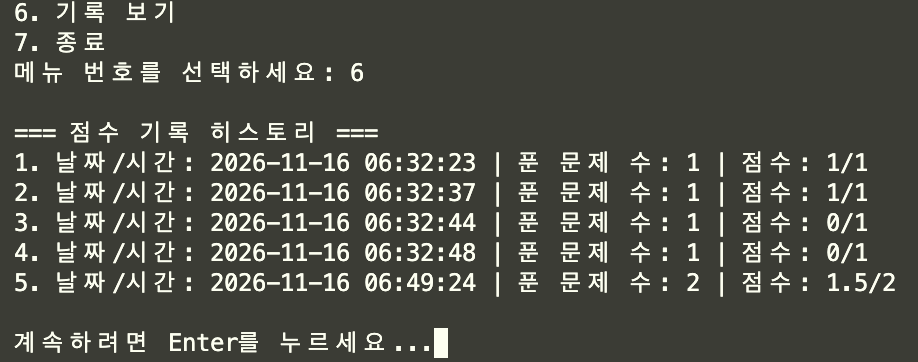 6. 기록 보기
7. 종료
메뉴 번호를 선택하세요: 6
=== 점수 기록 히스토리 ===
1. 날짜/시간: 2026-11-16 06:32:23 | 푼 문제 수: 1 | 점수: 1/1
2. 날짜/시간: 2026-11-16 06:32:37 | 푼 문제 수: 1 | 점수: 1/1
3. 날짜/시간: 2026-11-16 06:32:44 | 푼 문제 수: 1 | 점수: 0/1
4. 날짜/시간: 2026-11-16 06:32:48 | 푼 문제 수: 1 | 점수: 0/1
5. 날짜/시간: 2026-11-16 06:49:24 | 푼 문제 수: 2 | 점수: 1.5/2
계속하려면 Enter를 누르세요...